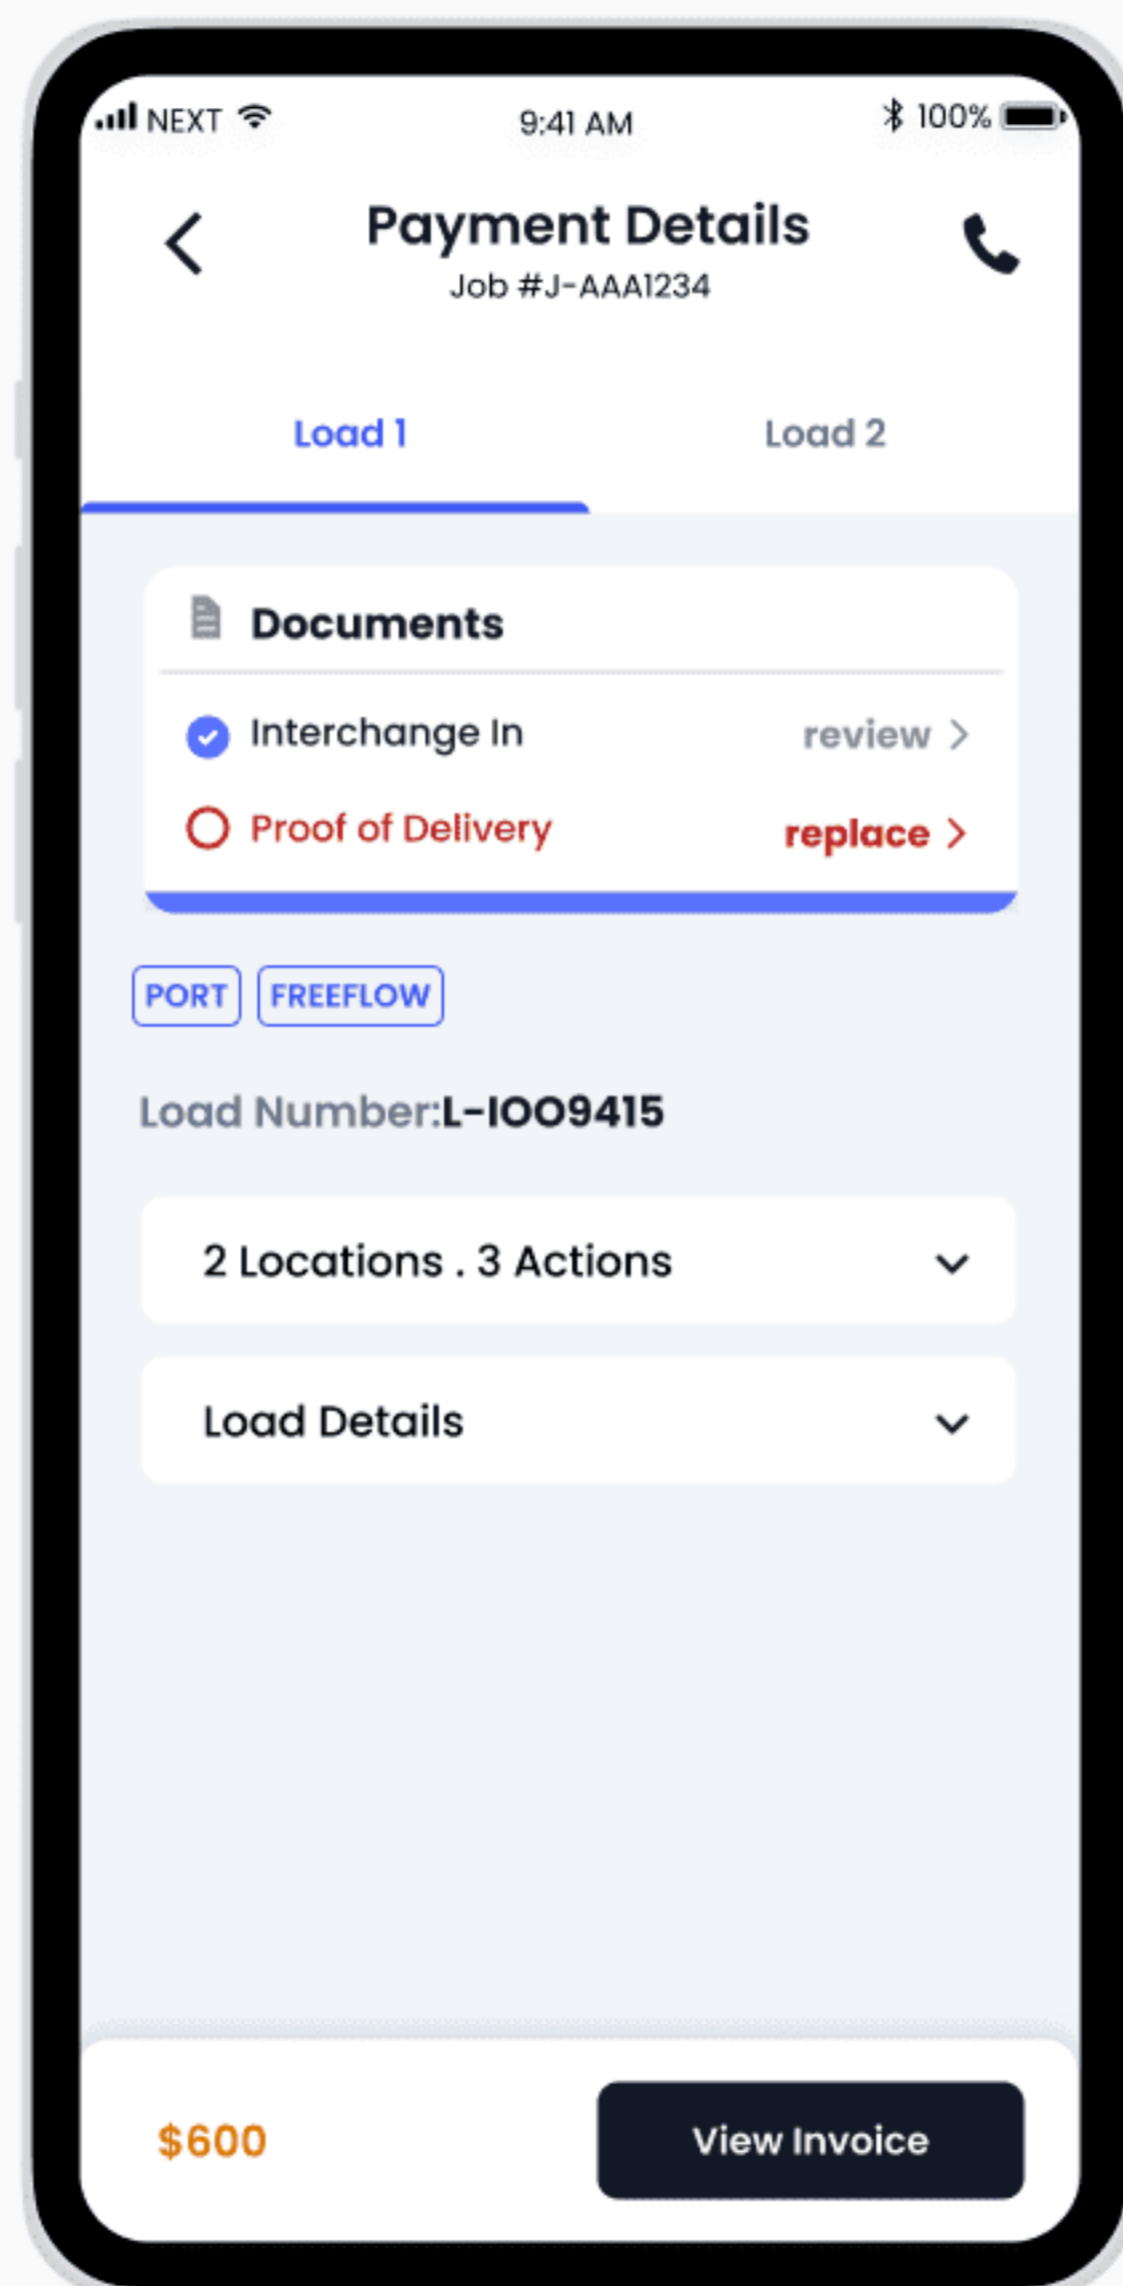 NEXT 9:41 AM 100%
Payment Details
Job #J-AAA1234
Load 1 Load 2
Documents
Interchange In review
Proof of Delivery replace
PORT FREEFLOW
Load Number:L-IOO9415
2 Locations . 3 Actions
Load Details
$600 View Invoice